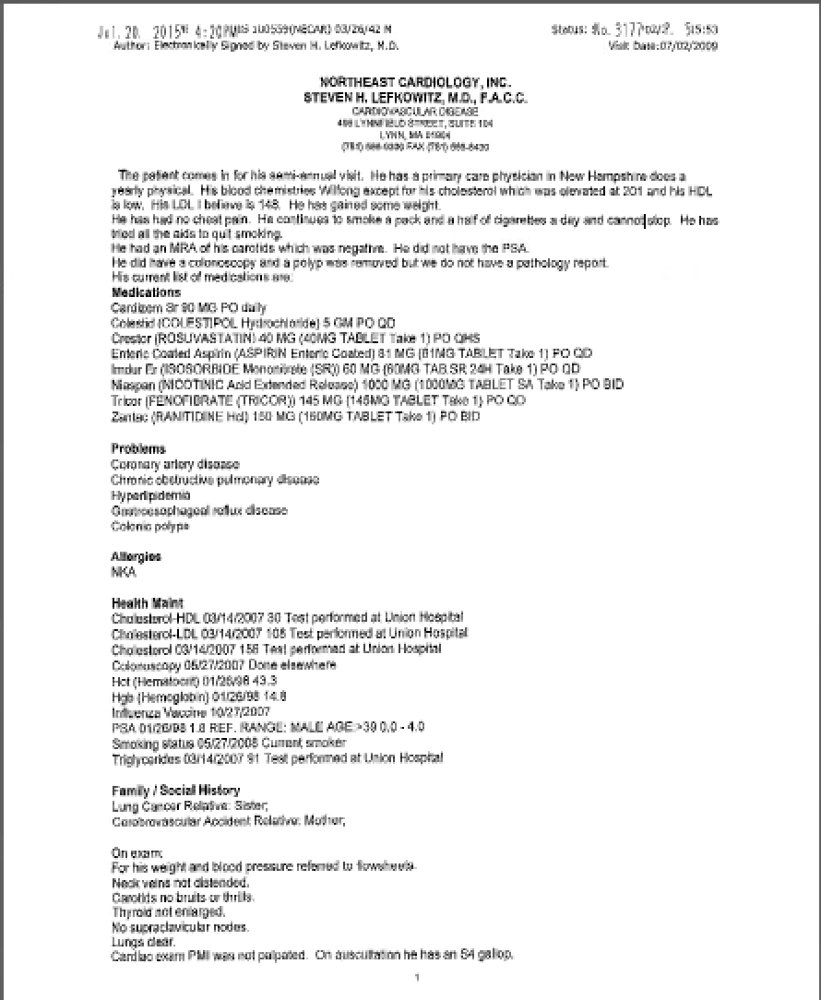 Jul. 20. 2015 4:20PM 100559(NECAR) 03/26/42 M Status: No. 3177 P. 5
Author: Electronically Signed by Steven H. Lefkowitz, M.D. Visit Date:07/02/2009
NORTHEAST CARDIOLOGY, INC.
STEVEN H. LEFKOWITZ, M.D., F.A.C.C.
CARDIOVASCULAR DISEASE
LYNNFIELD STREET, SUITE 104
LYNN, MA 01904
(781) FAX (781)
The patient comes in for his semi-annual visit. He has a primary care physician in New Hampshire does a
yearly physical. His blood chemistries Wilfong except for his cholesterol which was elevated at 201 and his HDL
is low. His LDL I believe is 148. He has gained some weight.
He has had no chest pain. He continues to smoke a pack and a half of cigarettes a day and cannot stop. He has
tried all the aids to quit smoking.
He had an MRA of his carotids which was negative. He did not have the PSA.
He did have a colonoscopy and a polyp was removed but we do not have a pathology report.
His current list of medications are:
Medications
Cardizem Sr 90 MG PO daily
Colestid (COLESTIPOL Hydrochloride) 5 GM PO QD
Crestor (ROSUVASTATIN) 40 MG (40MG TABLET Take 1) PO QHS
Enteric Coated Aspirin (ASPIRIN Enteric Coated) 81 MG (81MG TABLET Take 1) PO QD
Imdur Er (ISOSORBIDE Mononitrate (SR)) 60 MG (60MG TAB.SR 24H Take 1) PO QD
Niaspan (NICOTINIC Acid Extended Release) 1000 MG (1000MG TABLET SA Take 1) PO BID
Tricor (FENOFIBRATE (TRICOR)) 145 MG (145MG TABLET Take 1) PO QD
Zantac (RANITIDINE Hcl) 150 MG (150MG TABLET Take 1) PO BID
Problems
Coronary artery disease
Chronic obstructive pulmonary disease
Hyperlipidemia
Gastroesophageal reflux disease
Colonic polyps
Allergies
NKA
Health Maint
Cholesterol-HDL 03/14/2007 30 Test performed at Union Hospital
Cholesterol-LDL 03/14/2007 108 Test performed at Union Hospital
Cholesterol 03/14/2007 156 Test performed at Union Hospital
Colonoscopy 05/27/2007 Done elsewhere
Hct (Hematocrit) 01/26/98 43.3
Hgb (Hemoglobin) 01/26/98 14.8
Influenza Vaccine 10/27/2007
PSA 01/26/98 1.8 REF. RANGE: MALE AGE:>39 0.0 - 4.0
Smoking status 05/27/2008 Current smoker
Triglycerides 03/14/2007 91 Test performed at Union Hospital
Family / Social History
Lung Cancer Relative: Sister;
Cerebrovascular Accident Relative: Mother;
On exam:
For his weight and blood pressure referred to flowsheets.
Neck veins not distended.
Carotids no bruits or thrills.
Thyroid not enlarged.
No supraclavicular nodes.
Lungs clear.
Cardiac exam PMI was not palpated. On auscultation he has an S4 gallop.
1